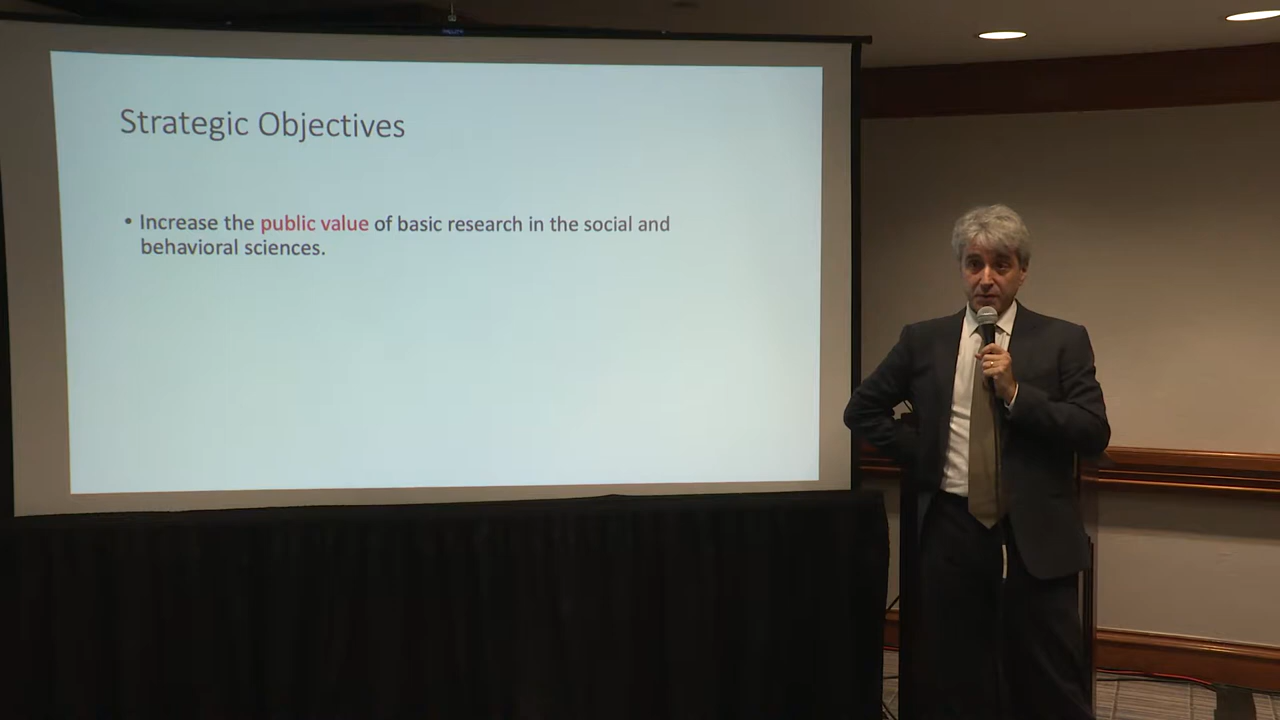 Strategic Objectives
• Increase the public value of basic research in the social and
behavioral sciences.